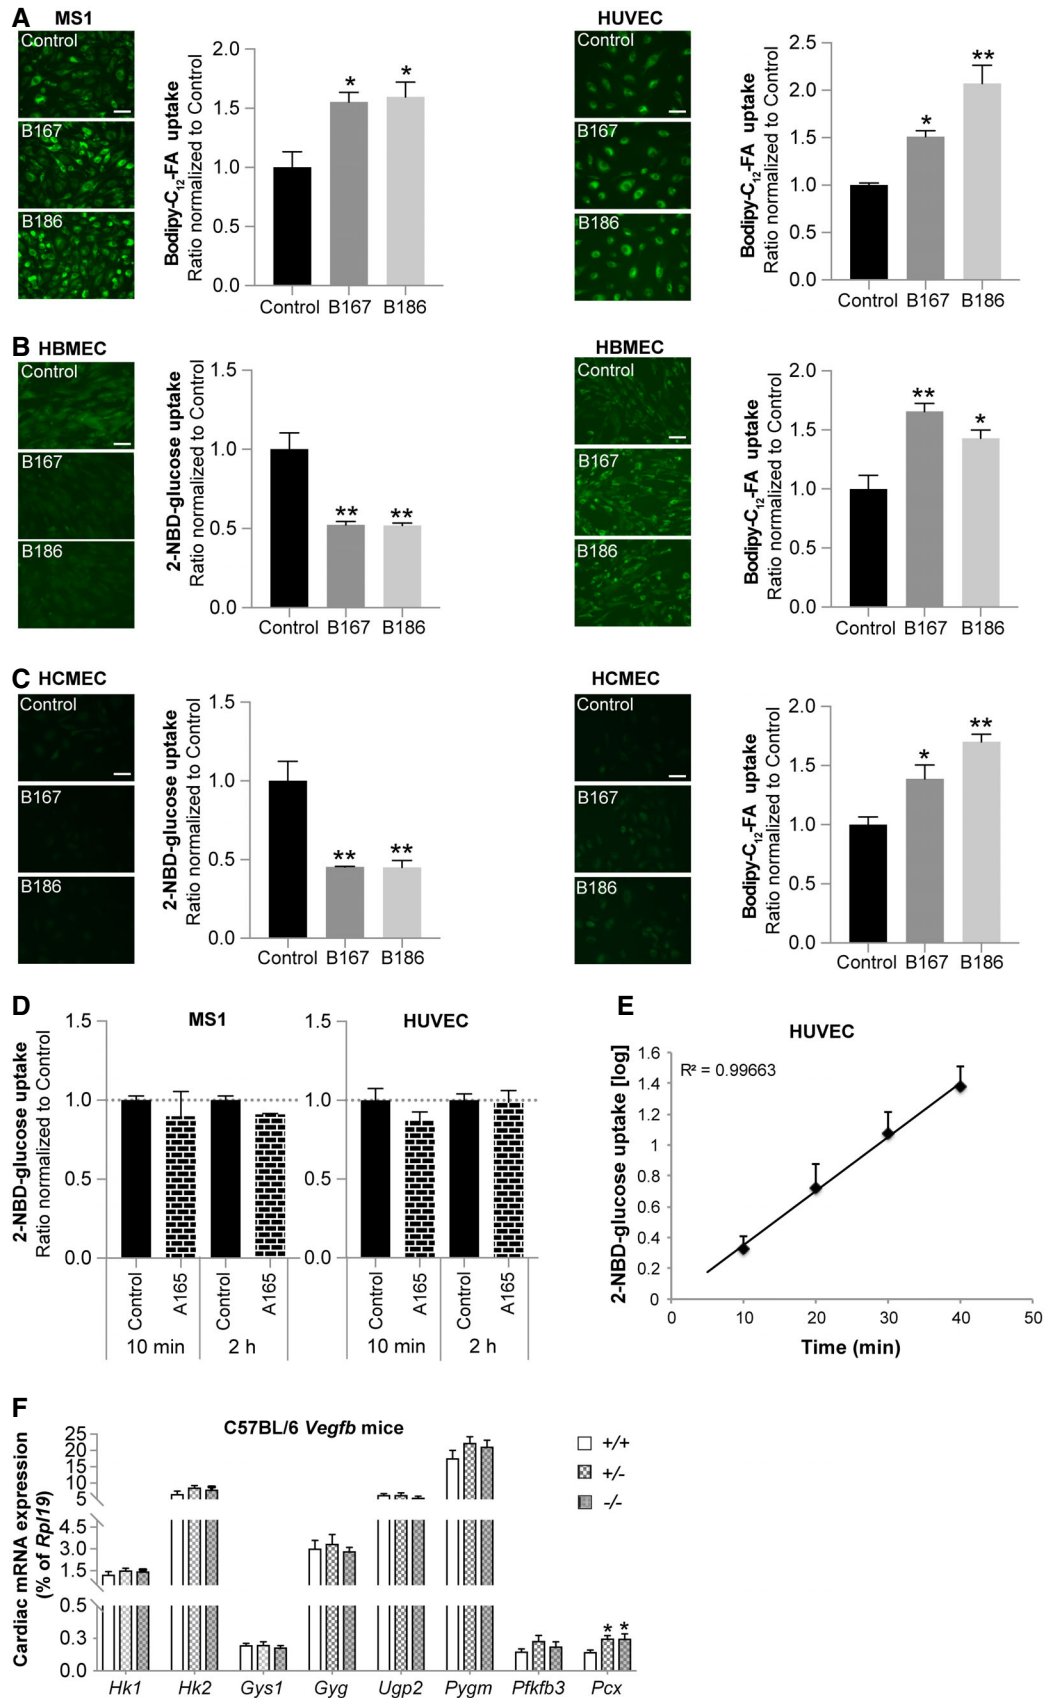 A
MS1
Control
B167
B186
Bodipy-C12-FA uptake
Ratio normalized to Control
2.0
1.5
1.0
0.5
0.0
*
*
Control B167 B186
HUVEC
Control
B167
B186
Bodipy-C12-FA uptake
Ratio normalized to Control
2.5
2.0
1.5
1.0
0.5
0.0
*
**
Control B167 B186
B
HBMEC
Control
B167
B186
2-NBD-glucose uptake
Ratio normalized to Control
1.5
1.0
0.5
0.0
**
**
Control B167 B186
HBMEC
Control
B167
B186
Bodipy-C12-FA uptake
Ratio normalized to Control
2.0
1.5
1.0
0.5
0.0
**
*
Control B167 B186
C
HCMEC
Control
B167
B186
2-NBD-glucose uptake
Ratio normalized to Control
1.5
1.0
0.5
0.0
**
**
Control B167 B186
HCMEC
Control
B167
B186
Bodipy-C12-FA uptake
Ratio normalized to Control
2.0
1.5
1.0
0.5
0.0
*
**
Control B167 B186
D
2-NBD-glucose uptake
Ratio normalized to Control
MS1
1.5
1.0
0.5
0.0
Control
A165
Control
A165
10 min
2 h
HUVEC
1.5
1.0
0.5
0.0
Control
A165
Control
A165
10 min
2 h
E
HUVEC
2-NBD-glucose uptake [log]
R² = 0.99663
1.6
1.4
1.2
1
0.8
0.6
0.4
0.2
0
0 10 20 30 40 50
Time (min)
F
C57BL/6 Vegfb mice
Cardiac mRNA expression
(% of Rpl19)
25
20
15
10
5
4.5
3.0
1.5
0.5
0.3
0.0
+/+
+/-
-/-
* *
Hk1 Hk2 Gys1 Gyg Ugp2 Pygm Pfkfb3 Pcx